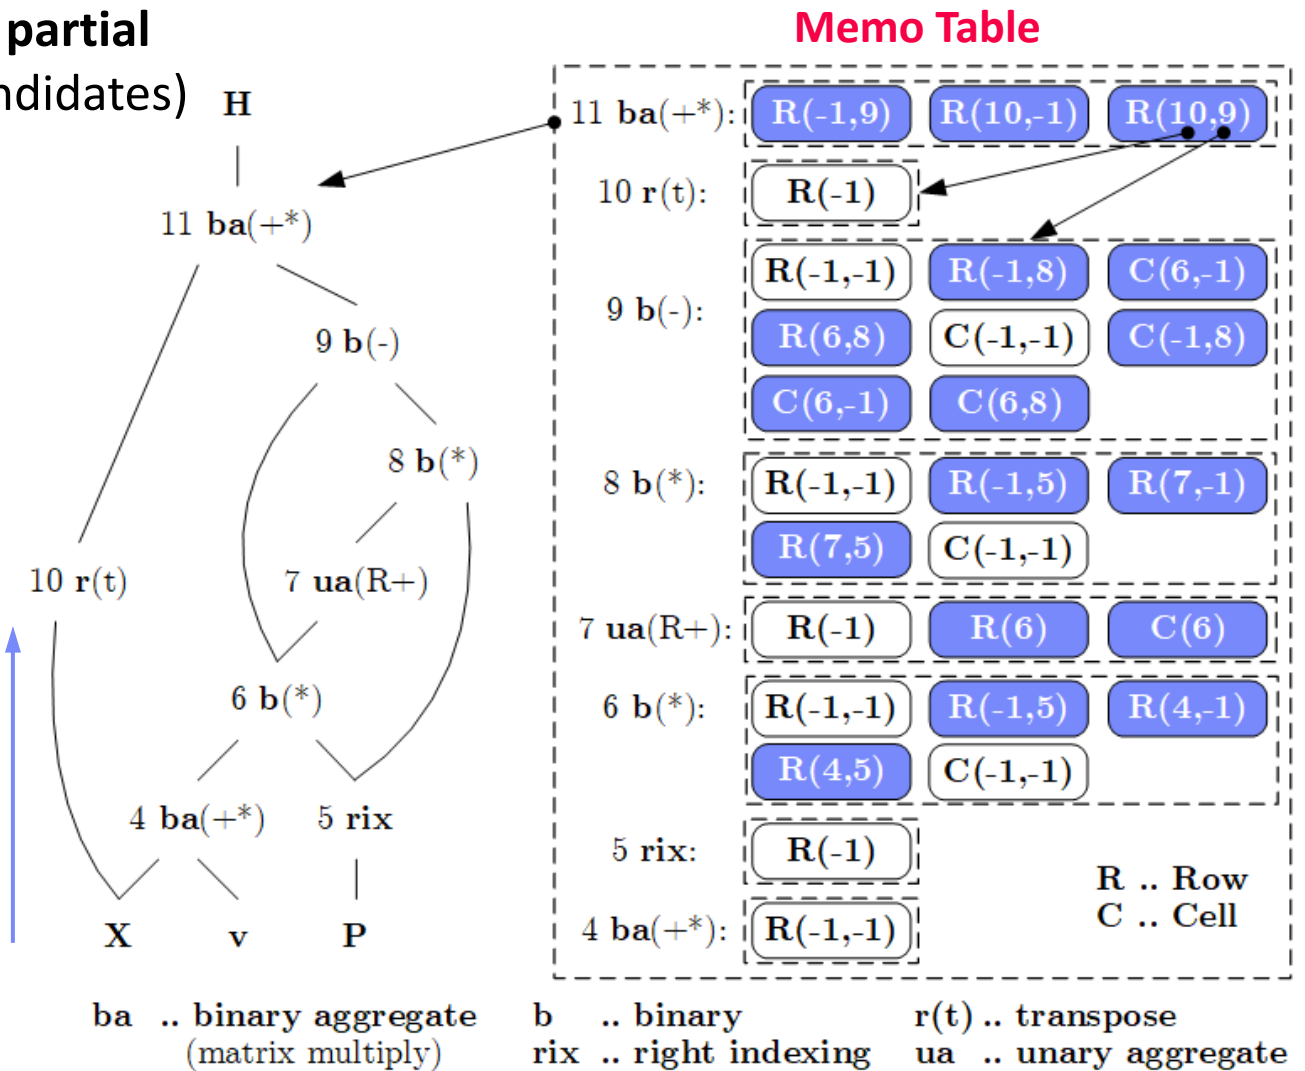 partial
ndidates)
H
11 ba(+*)
9 b(-)
8 b(*)
10 r(t)
7 ua(R+)
6 b(*)
4 ba(+*) 5 rix
X v P
Memo Table
11 ba(+*): R(-1,9) R(10,-1) R(10,9)
10 r(t): R(-1)
9 b(-): R(-1,-1) R(-1,8) C(6,-1)
R(6,8) C(-1,-1) C(-1,8)
C(6,-1) C(6,8)
8 b(*): R(-1,-1) R(-1,5) R(7,-1)
R(7,5) C(-1,-1)
7 ua(R+): R(-1) R(6) C(6)
6 b(*): R(-1,-1) R(-1,5) R(4,-1)
R(4,5) C(-1,-1)
5 rix: R(-1)
4 ba(+*): R(-1,-1)
R .. Row
C .. Cell
ba .. binary aggregate b .. binary r(t) .. transpose
(matrix multiply) rix .. right indexing ua .. unary aggregate